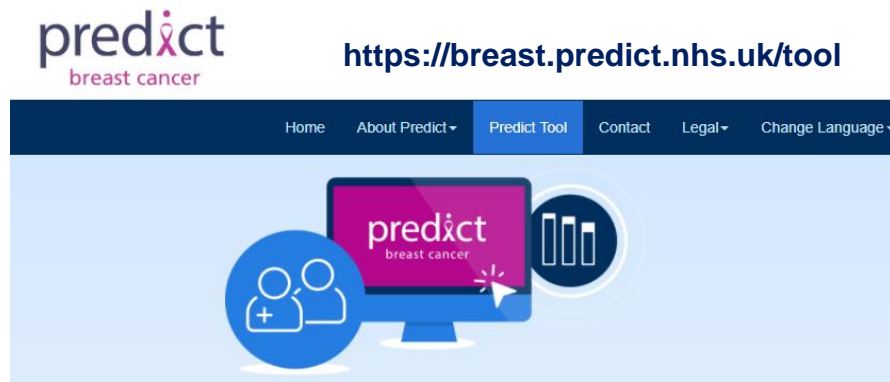 predict
breast cancer
https://breast.predict.nhs.uk/tool
Home About Predict Predict Tool Contact Legal Change Language
predict
breast cancer